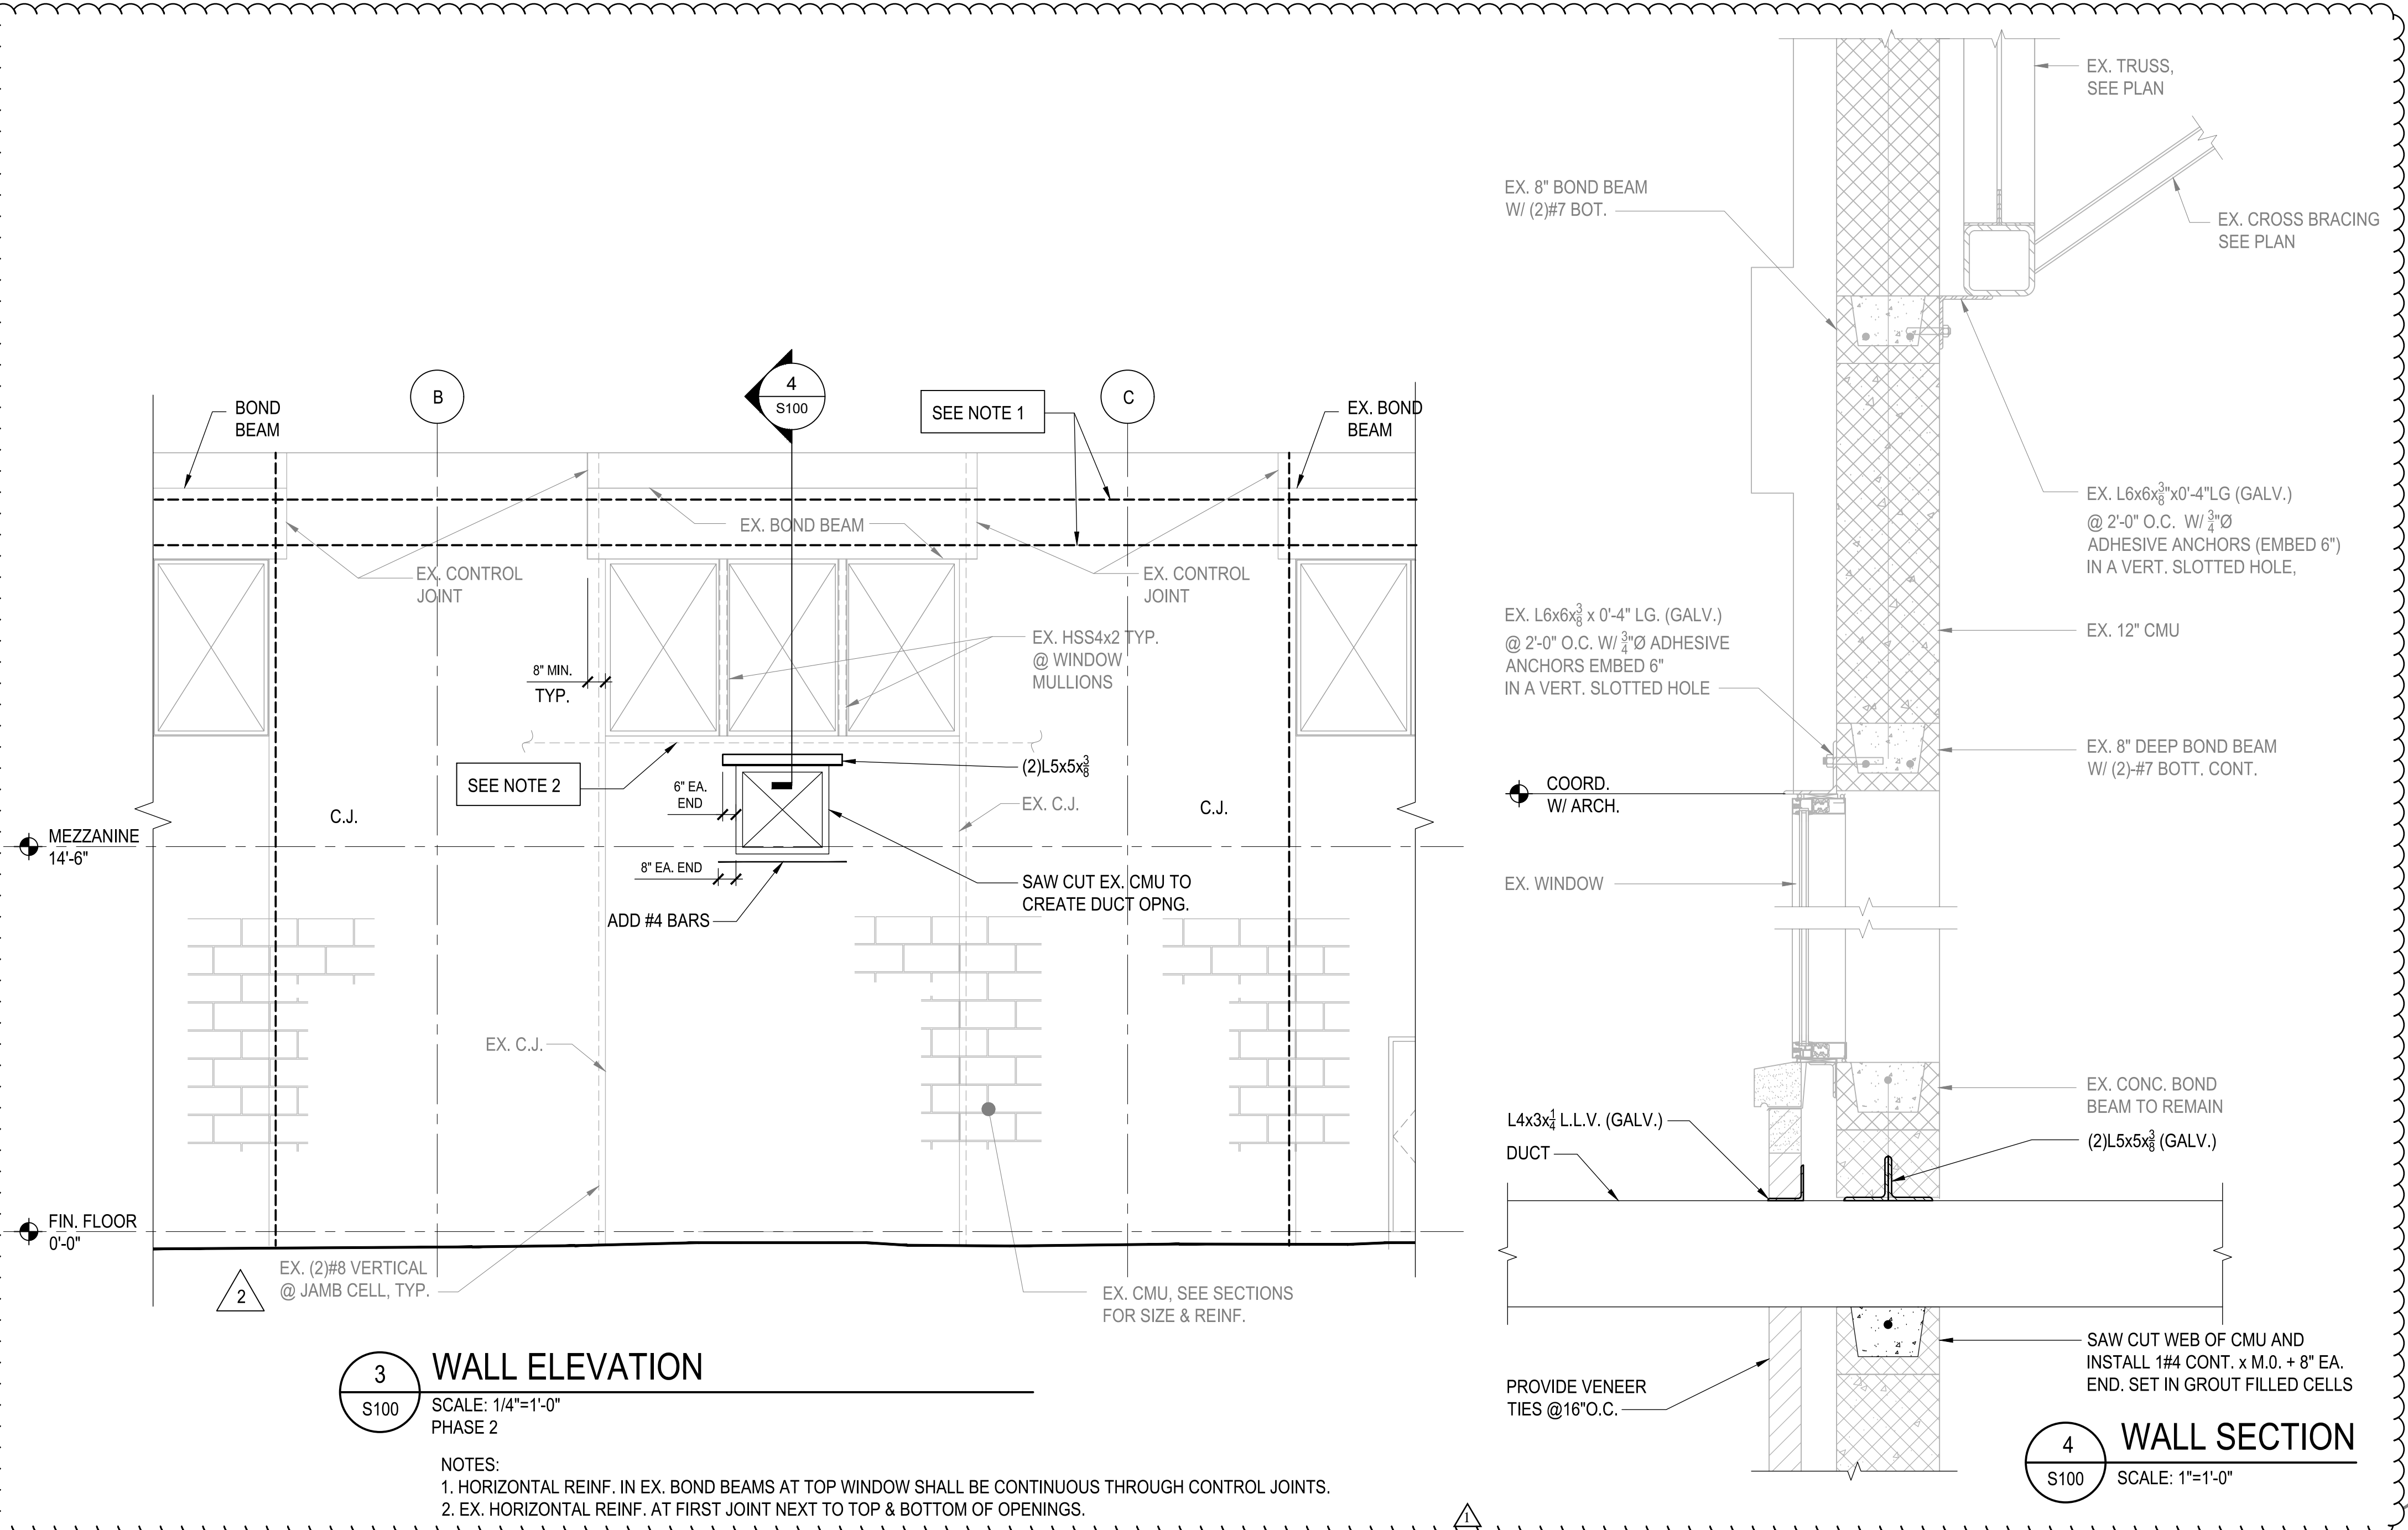 BOND
BEAM
B
4
S100
SEE NOTE 1
C
EX. BOND
BEAM
EX. BOND BEAM
EX. CONTROL
JOINT
EX. CONTROL
JOINT
EX. HSS4x2 TYP.
@ WINDOW
MULLIONS
8" MIN.
TYP.
SEE NOTE 2
(2)L5x5x3/8
6" EA.
END
EX. C.J.
C.J.
C.J.
MEZZANINE
14'-6"
8" EA. END
SAW CUT EX. CMU TO
CREATE DUCT OPNG.
ADD #4 BARS
EX. C.J.
FIN. FLOOR
0'-0"
2
EX. (2)#8 VERTICAL
@ JAMB CELL, TYP.
EX. CMU, SEE SECTIONS
FOR SIZE & REINF.
3
S100
WALL ELEVATION
SCALE: 1/4"=1'-0"
PHASE 2
NOTES:
1. HORIZONTAL REINF. IN EX. BOND BEAMS AT TOP WINDOW SHALL BE CONTINUOUS THROUGH CONTROL JOINTS.
2. EX. HORIZONTAL REINF. AT FIRST JOINT NEXT TO TOP & BOTTOM OF OPENINGS.
1
EX. TRUSS,
SEE PLAN
EX. 8" BOND BEAM
W/ (2)#7 BOT.
EX. CROSS BRACING
SEE PLAN
EX. L6x6x3/8"x0'-4"LG (GALV.)
@ 2'-0" O.C. W/ 3/4"Ø
ADHESIVE ANCHORS (EMBED 6")
IN A VERT. SLOTTED HOLE,
EX. L6x6x3/8 x 0'-4" LG. (GALV.)
@ 2'-0" O.C. W/ 3/4"Ø ADHESIVE
ANCHORS EMBED 6"
IN A VERT. SLOTTED HOLE
EX. 12" CMU
EX. 8" DEEP BOND BEAM
W/ (2)-#7 BOTT. CONT.
COORD.
W/ ARCH.
EX. WINDOW
EX. CONC. BOND
BEAM TO REMAIN
L4x3x1/4 L.L.V. (GALV.)
DUCT
(2)L5x5x3/8 (GALV.)
SAW CUT WEB OF CMU AND
INSTALL 1#4 CONT. x M.0. + 8" EA.
END. SET IN GROUT FILLED CELLS
PROVIDE VENEER
TIES @16"O.C.
4
S100
WALL SECTION
SCALE: 1"=1'-0"